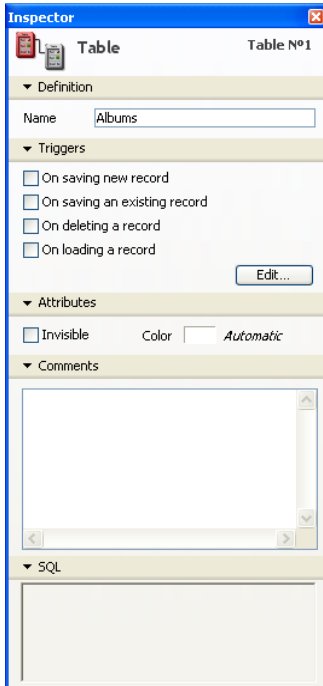 Inspector
Table Table Nº1
Definition
Name Albums
Triggers
On saving new record
On saving an existing record
On deleting a record
On loading a record
Edit...
Attributes
Invisible Color Automatic
Comments
SQL